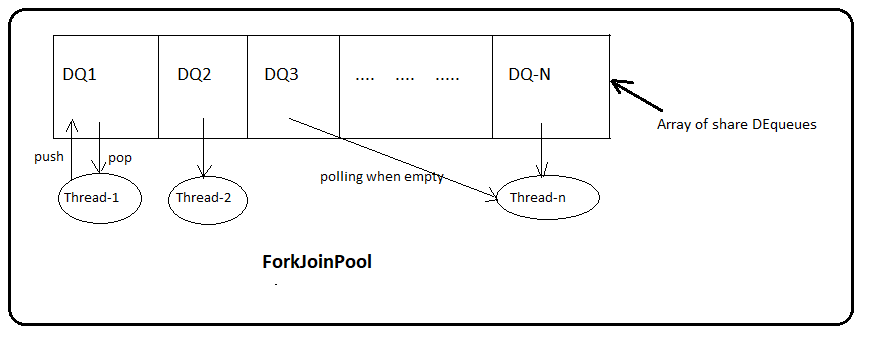 DQ1 DQ2 DQ3 .... .... ..... DQ-N
Array of share DEqueues
push pop
polling when empty
Thread-1 Thread-2 Thread-n
ForkJoinPool